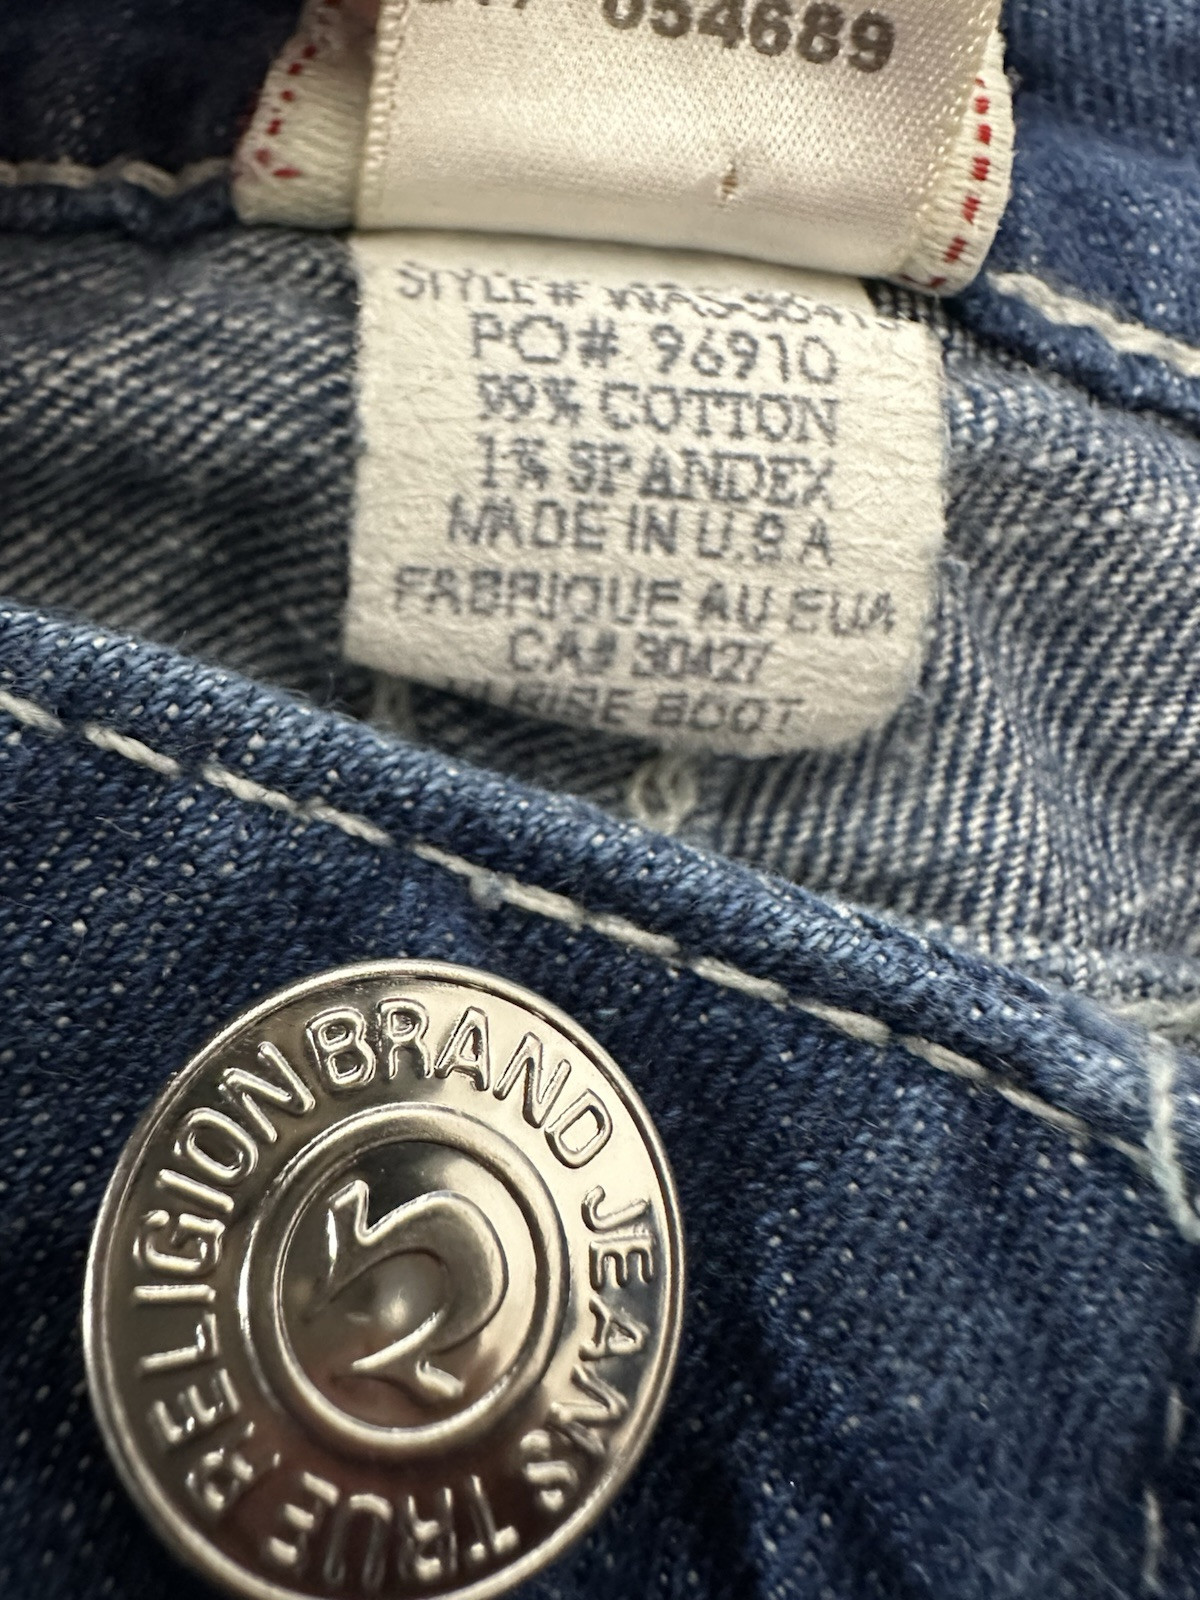 054689
STYLE#
PO# 96910
99% COTTON
1% SPANDEX
MADE IN U.S.A
FABRIQUE AU EUA
CA# 30427
RISE BOOT
TRUE RELIGION BRAND JEANS